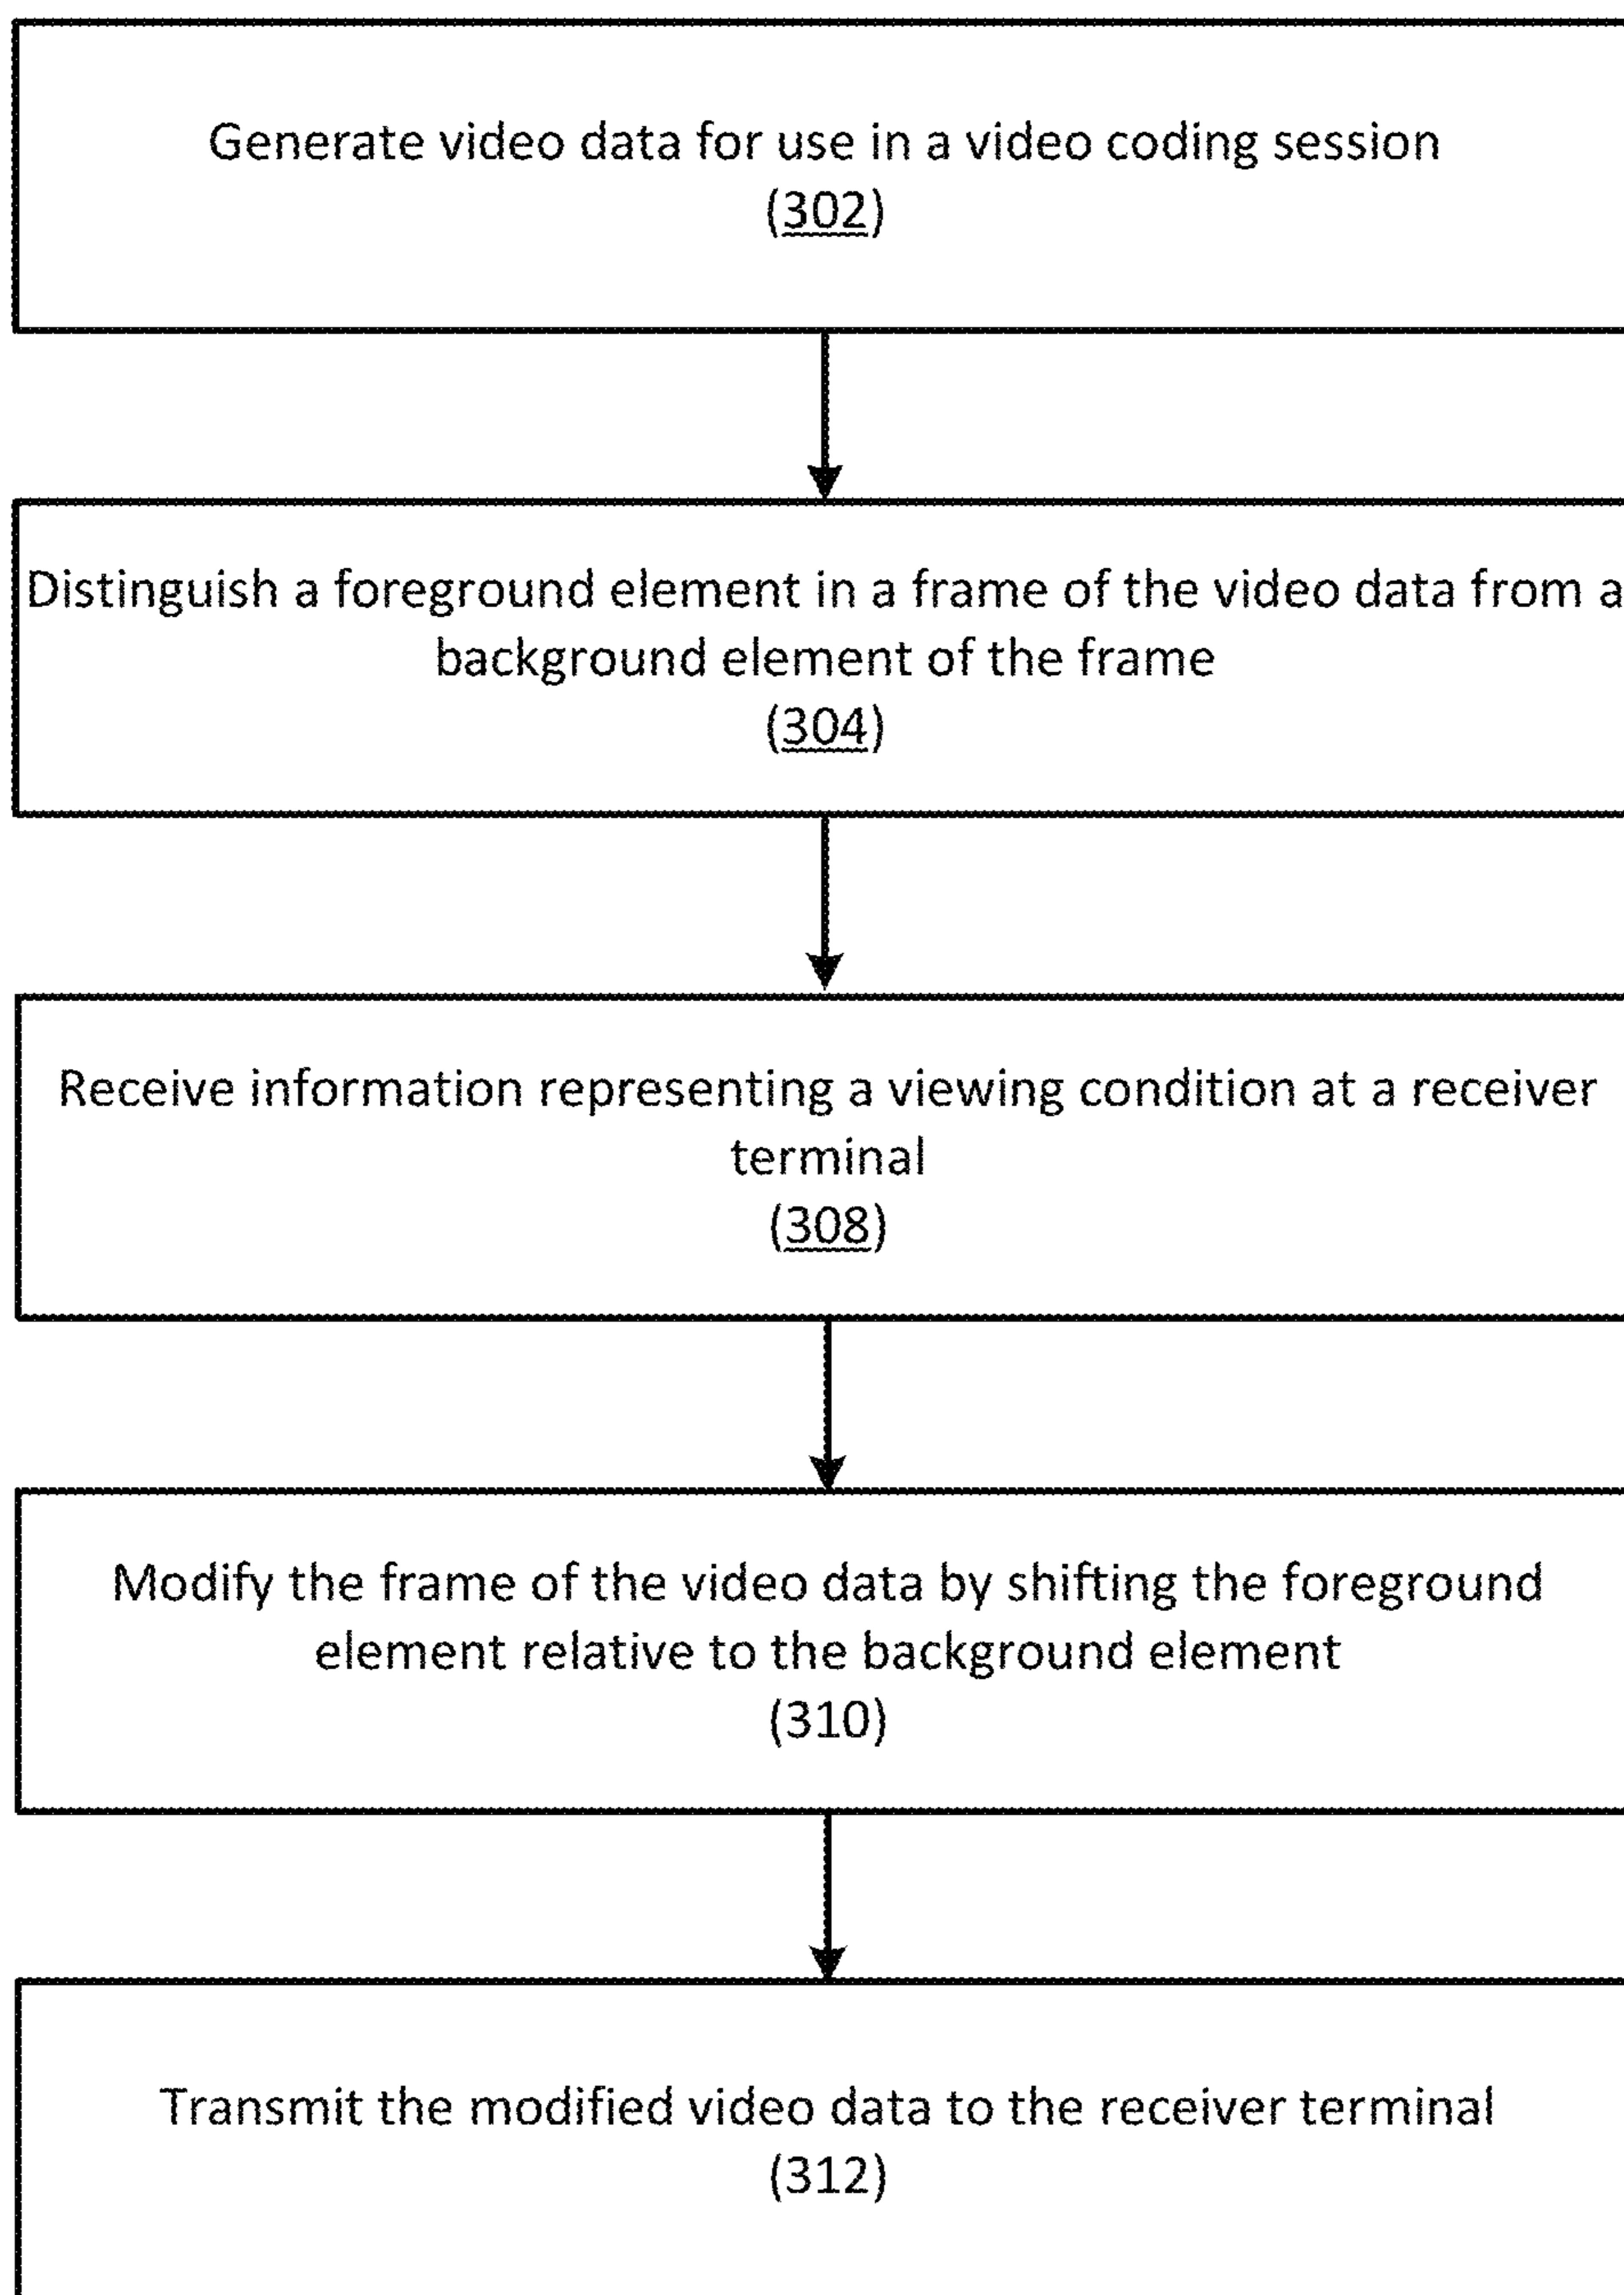 Generate video data for use in a video coding session
(302)
Distinguish a foreground element in a frame of the video data from a
background element of the frame
(304)
Receive information representing a viewing condition at a receiver
terminal
(308)
Modify the frame of the video data by shifting the foreground
element relative to the background element
(310)
Transmit the modified video data to the receiver terminal
(312)